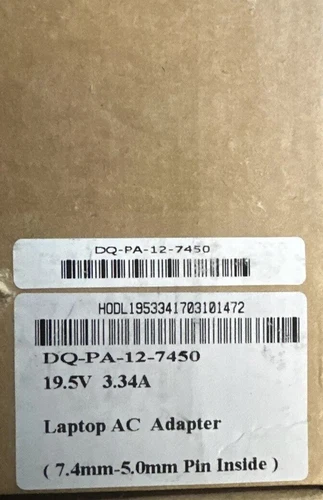 DQ-PA-12-7450
HODL1953341703101472
DQ-PA-12-7450
19.5V 3.34A
Laptop AC Adapter
( 7.4mm-5.0mm Pin Inside )